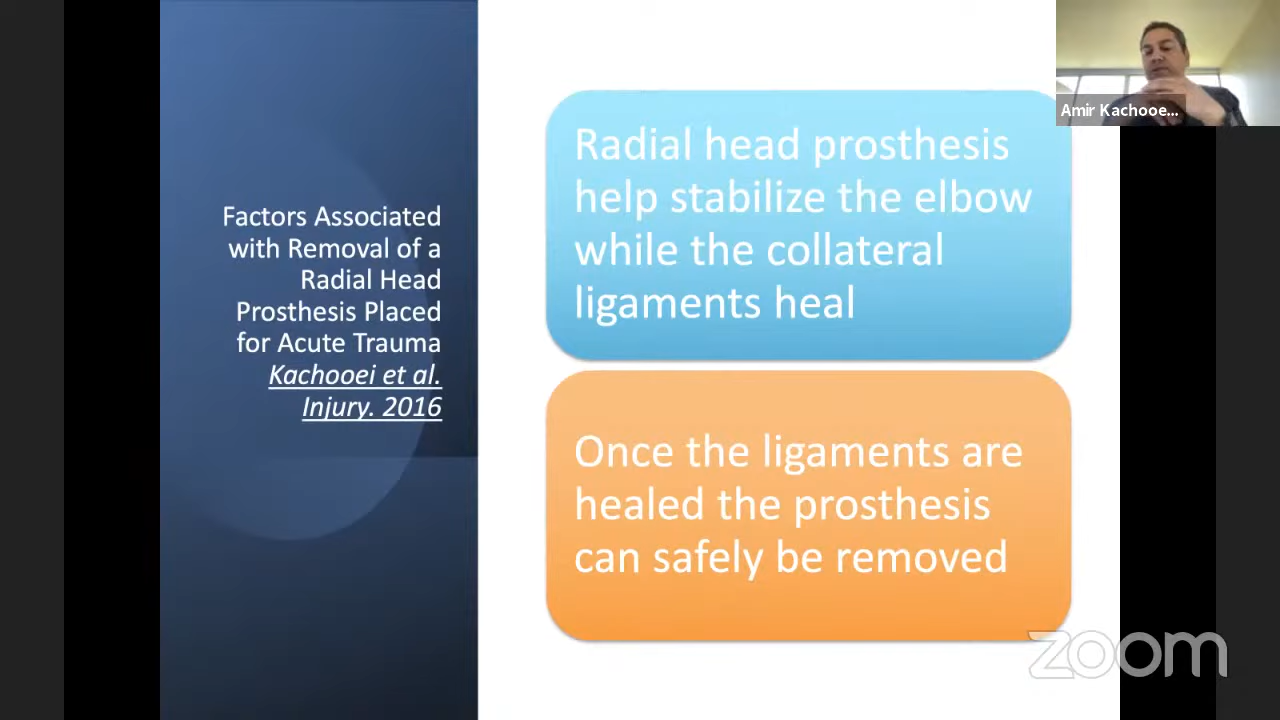 Factors Associated
with Removal of a
Radial Head
Prosthesis Placed
for Acute Trauma
Kachooei et al.
Injury. 2016
Radial head prosthesis
help stabilize the elbow
while the collateral
ligaments heal
Once the ligaments are
healed the prosthesis
can safely be removed
Amir Kachooe...
zoom